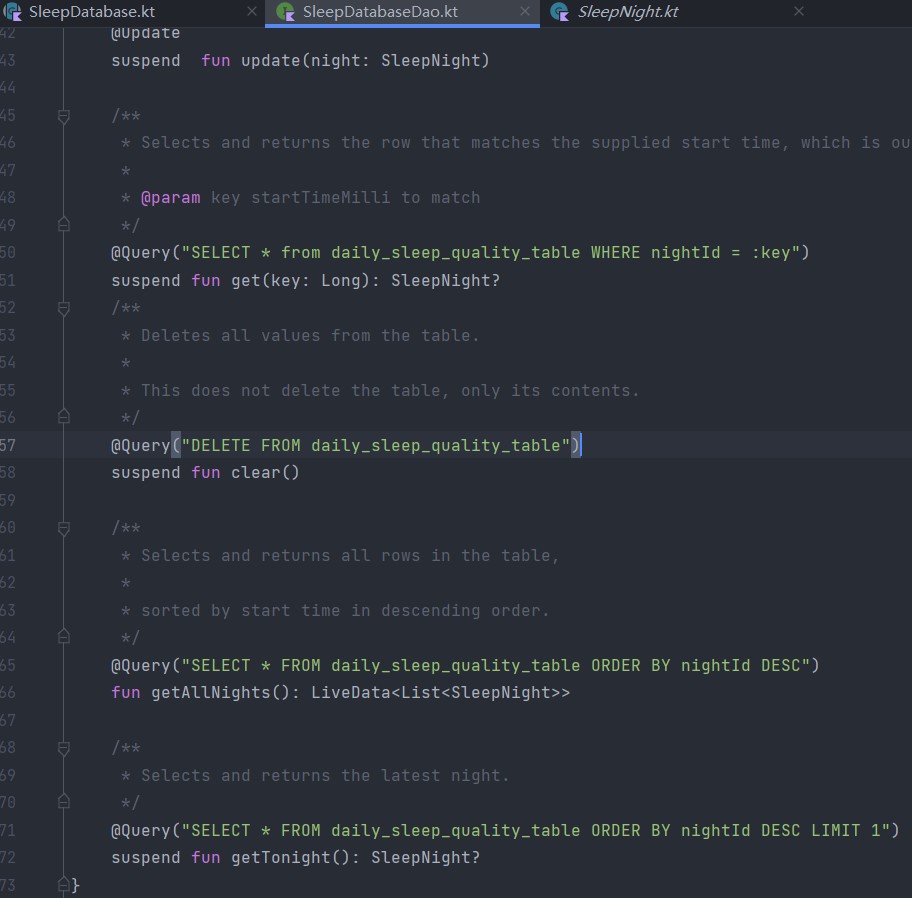 SleepDatabase.kt SleepDatabaseDao.kt SleepNight.kt
42 @Update
43 suspend  fun update(night: SleepNight)
44
45 /**
46 * Selects and returns the row that matches the supplied start time, which is ou
47 *
48 * @param key startTimeMilli to match
49 */
50 @Query("SELECT * from daily_sleep_quality_table WHERE nightId = :key")
51 suspend fun get(key: Long): SleepNight?
52 /**
53 * Deletes all values from the table.
54 *
55 * This does not delete the table, only its contents.
56 */
57 @Query("DELETE FROM daily_sleep_quality_table")
58 suspend fun clear()
59
60 /**
61 * Selects and returns all rows in the table,
62 *
63 * sorted by start time in descending order.
64 */
65 @Query("SELECT * FROM daily_sleep_quality_table ORDER BY nightId DESC")
66 fun getAllNights(): LiveData<List<SleepNight>>
67
68 /**
69 * Selects and returns the latest night.
70 */
71 @Query("SELECT * FROM daily_sleep_quality_table ORDER BY nightId DESC LIMIT 1")
72 suspend fun getTonight(): SleepNight?
73 }